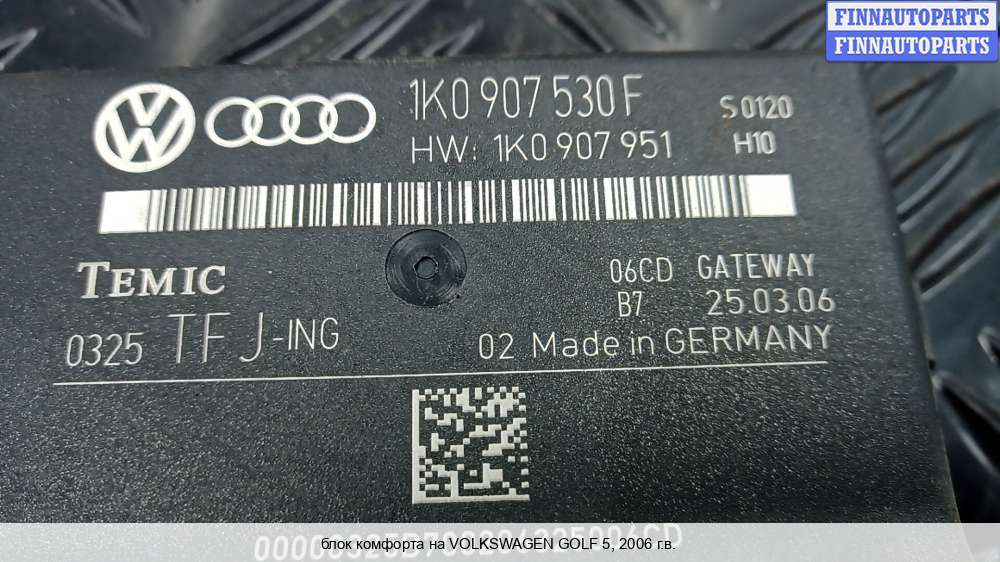 FINNAUTOPARTS
FINNAUTOPARTS
1K0 907 530 F
S0120
HW: 1K0 907 951
H10
TEMIC
06CD GATEWAY
B7 25.03.06
0325 TFJ-ING
02 Made in GERMANY
блок комфорта на VOLKSWAGEN GOLF 5, 2006 г.в.